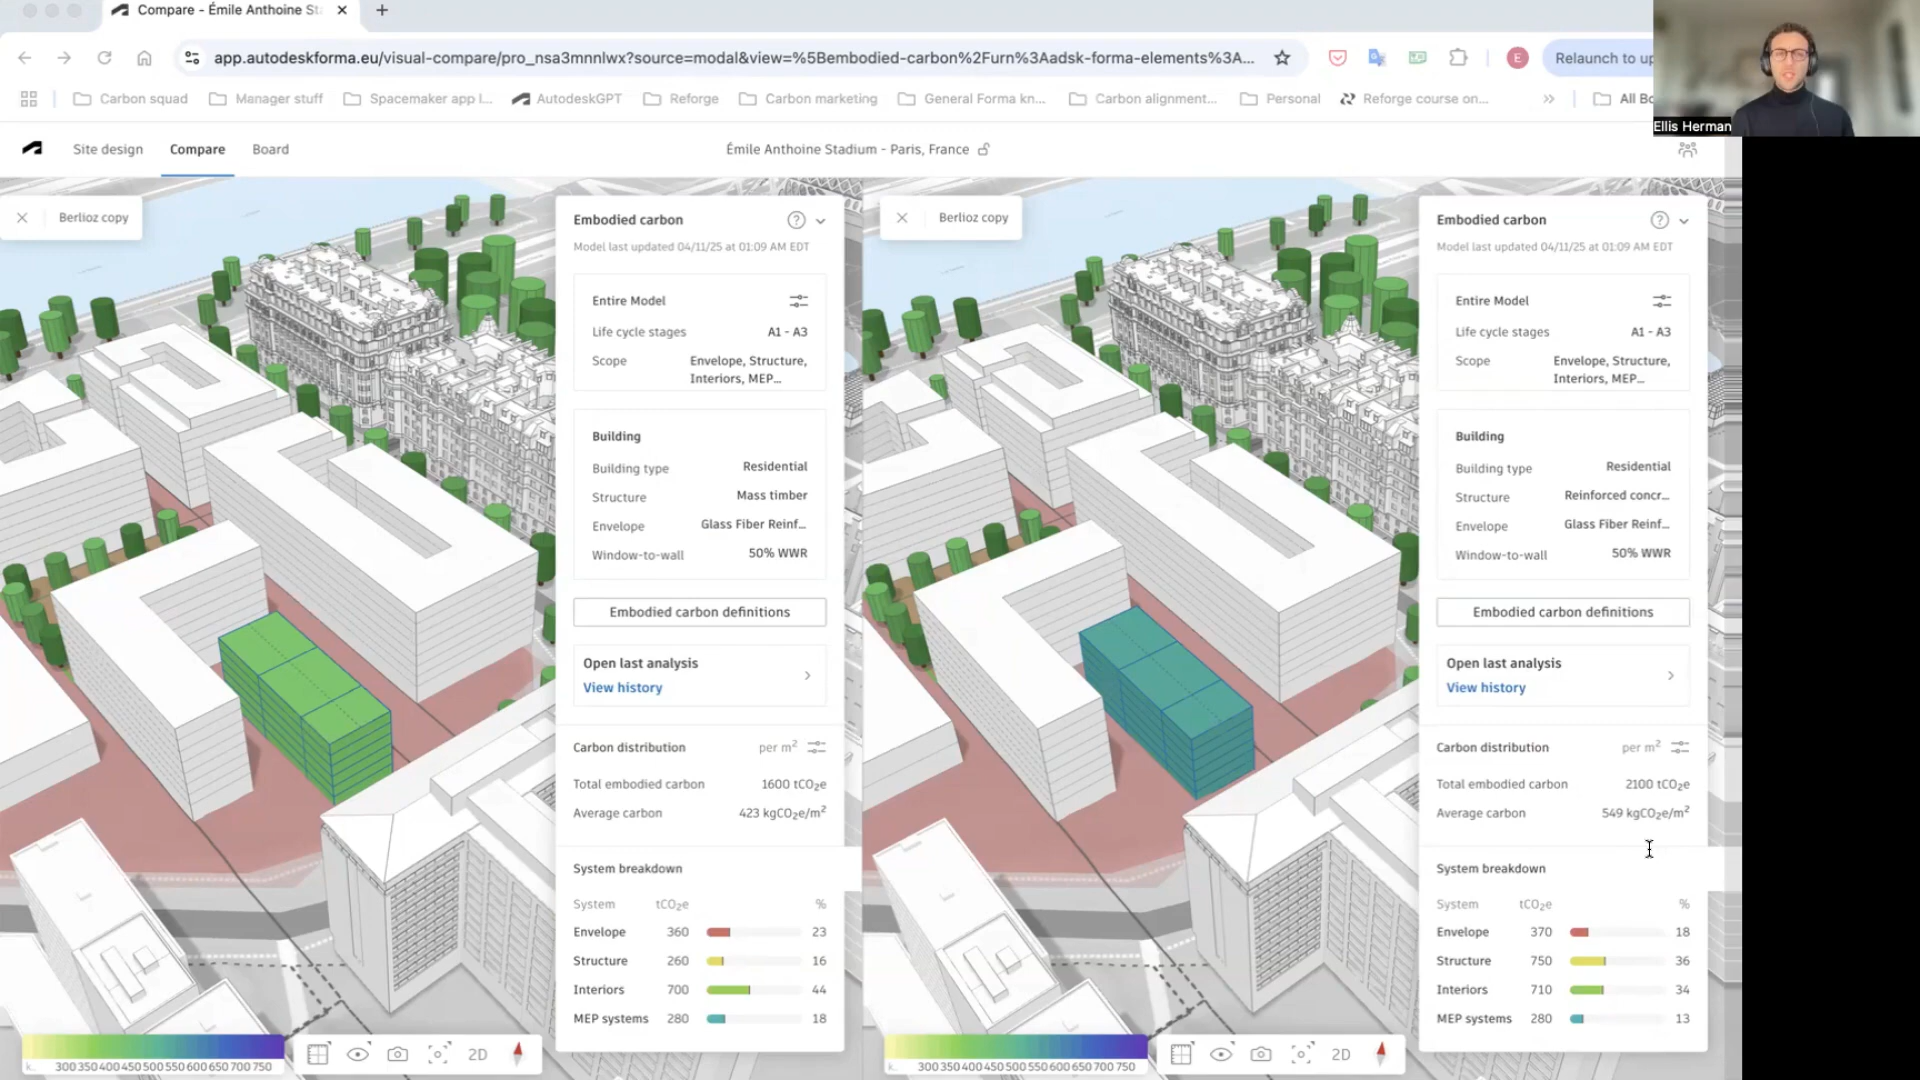 Compare - Émile Anthoine St
app.autodeskforma.eu/visual-compare/pro_nsa3mnnlwx?source=modal&view=%5Bembodied-carbon%2Furn%3Aadsk-forma-elements%3A...
E
Relaunch to up
Carbon squad
Manager stuff
Spacemaker app l...
AutodeskGPT
Reforge
Carbon marketing
General Forma kn...
Carbon alignment...
Personal
Reforge course on...
All Bo
Ellis Herman
Site design
Compare
Board
Émile Anthoine Stadium - Paris, France
Berlioz copy
Embodied carbon
Model last updated 04/11/25 at 01:09 AM EDT
Entire Model
Life cycle stages A1 - A3
Scope Envelope, Structure,
Interiors, MEP...
Building
Building type Residential
Structure Mass timber
Envelope Glass Fiber Reinf...
Window-to-wall 50% WWR
Embodied carbon definitions
Open last analysis
View history
Carbon distribution per m²
Total embodied carbon 1600 tCO₂e
Average carbon 423 kgCO₂e/m²
System breakdown
System tCO₂e %
Envelope 360 23
Structure 260 16
Interiors 700 44
MEP systems 280 18
300 350 400 450 500 550 600 650 700 750
2D
Berlioz copy
Embodied carbon
Model last updated 04/11/25 at 01:09 AM EDT
Entire Model
Life cycle stages A1 - A3
Scope Envelope, Structure,
Interiors, MEP...
Building
Building type Residential
Structure Reinforced concr...
Envelope Glass Fiber Reinf...
Window-to-wall 50% WWR
Embodied carbon definitions
Open last analysis
View history
Carbon distribution per m²
Total embodied carbon 2100 tCO₂e
Average carbon 549 kgCO₂e/m²
System breakdown
System tCO₂e %
Envelope 370 18
Structure 750 36
Interiors 710 34
MEP systems 280 13
300 350 400 450 500 550 600 650 700 750
2D